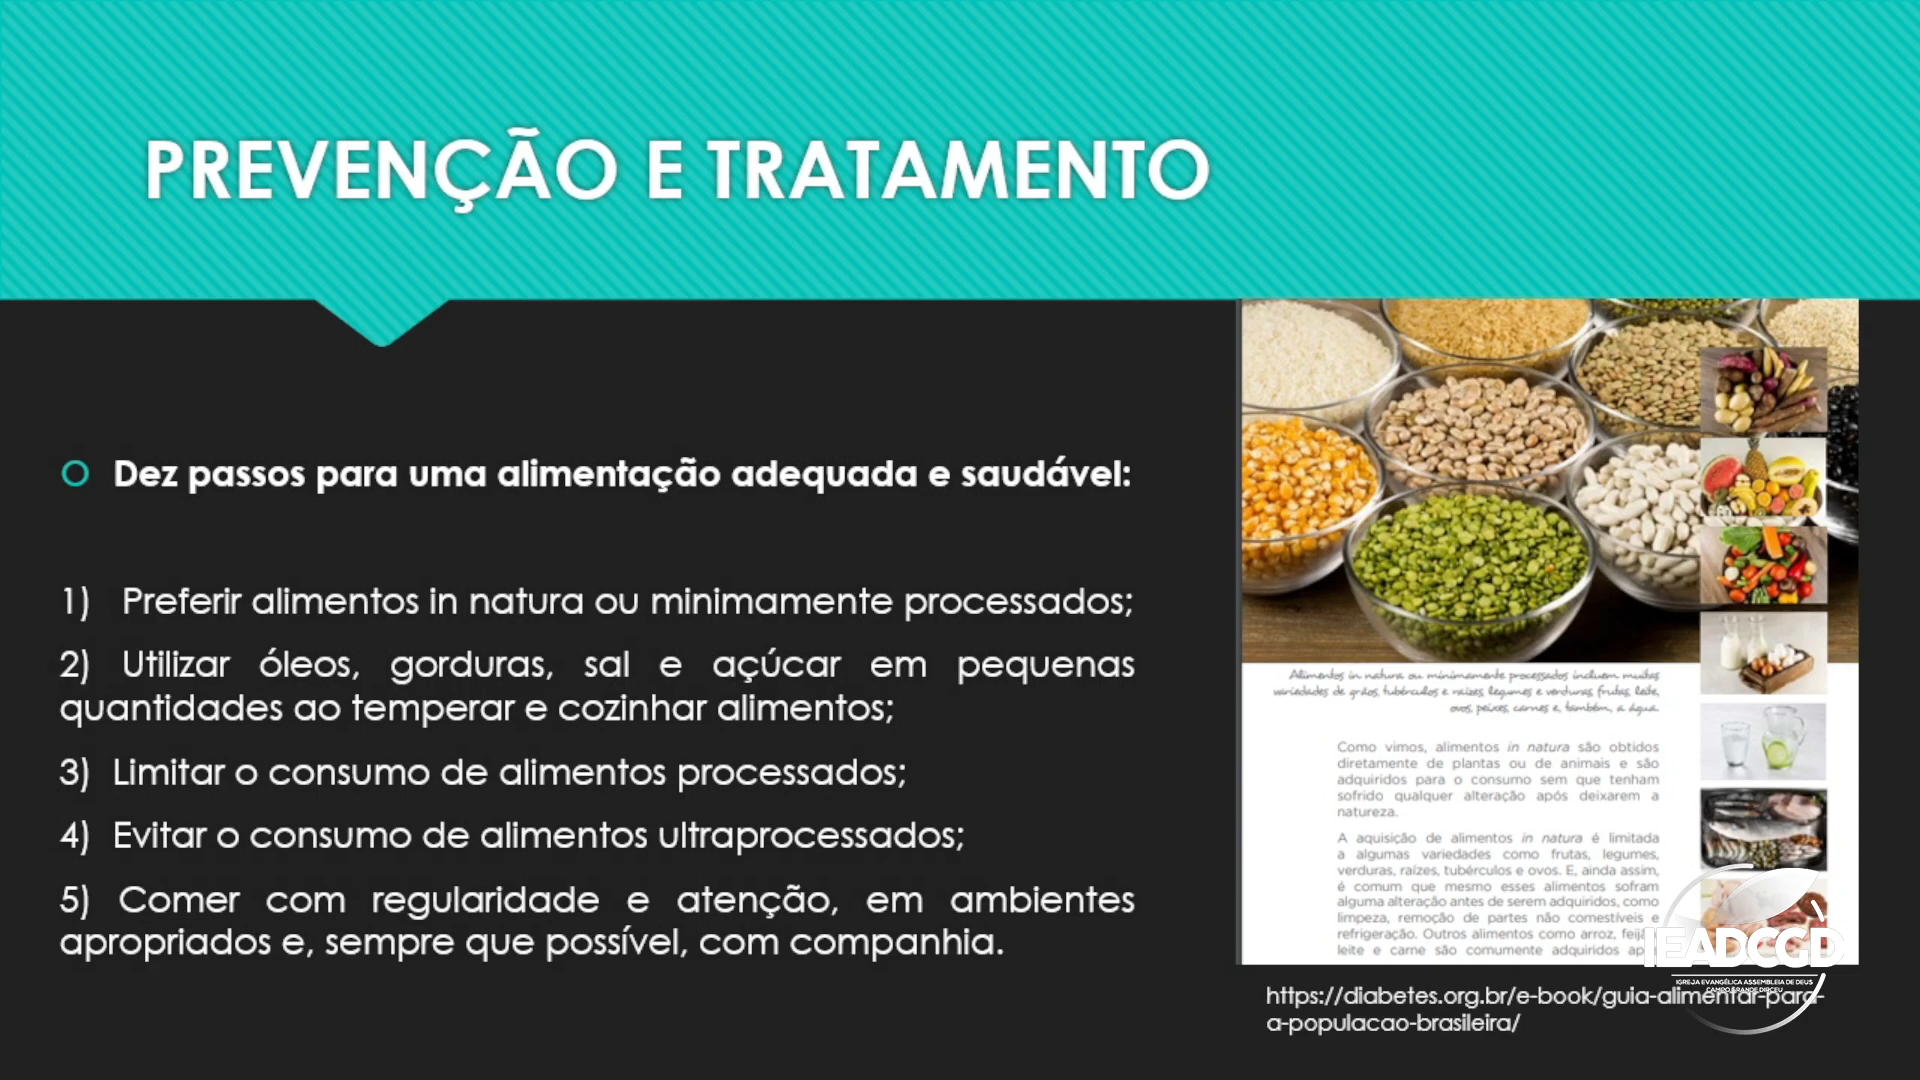 PREVENÇÃO E TRATAMENTO
Dez passos para uma alimentação adequada e saudável:
1) Preferir alimentos in natura ou minimamente processados;
2) Utilizar óleos, gorduras, sal e açúcar em pequenas
quantidades ao temperar e cozinhar alimentos;
3) Limitar o consumo de alimentos processados;
4) Evitar o consumo de alimentos ultraprocessados;
5) Comer com regularidade e atenção, em ambientes
apropriados e, sempre que possível, com companhia.
Alimentos in natura ou minimamente processados incluem muitas
variedades de grãos, tubérculos e raízes, legumes e verduras, frutas, leite,
ovos, peixes, carnes e, também, a água.
Como vimos, alimentos in natura são obtidos
diretamente de plantas ou de animais e são
adquiridos para o consumo sem que tenham
sofrido qualquer alteração após deixarem a
natureza.
A aquisição de alimentos in natura é limitada
a algumas variedades como frutas, legumes,
verduras, raízes, tubérculos e ovos. E, ainda assim,
é comum que mesmo esses alimentos sofram
alguma alteração antes de serem adquiridos, como
limpeza, remoção de partes não comestíveis e
refrigeração. Outros alimentos como arroz,
leite e carne são comumente adquiridos
IEADCGD
IGREJA EVANGÉLICA ASSEMBLEIA DE DEUS
CAMPO GRANDE DIRCEU
https://diabetes.org.br/e-book/guia-alimentar-para-
a-populacao-brasileira/